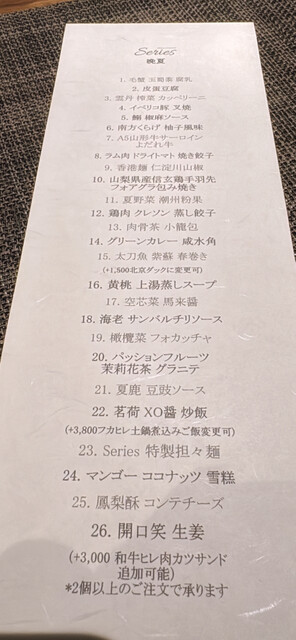 Series
晩夏
1. 毛蟹 玉蜀黍 腐乳
2. 皮蛋豆腐
3. 雲丹 搾菜 カッペリーニ
4. イベリコ豚 叉焼
5. 鰯 椒麻ソース
6. 南方くらげ 柚子風味
7. A5山形牛サーロイン
よだれ牛
8. ラム肉 ドライトマト 焼き餃子
9. 香港麺 仁淀川山椒
10. 山梨県産信玄鶏手羽先
フォアグラ包み焼き
11. 夏野菜 潮州粉果
12. 鶏肉 クレソン 蒸し餃子
13. 肉骨茶 小籠包
14. グリーンカレー 咸水角
15. 太刀魚 紫蘇 春巻き
(+1,500北京ダックに変更可)
16. 黄桃 上湯蒸しスープ
17. 空芯菜 馬来醤
18. 海老 サンバルチリソース
19. 橄欖菜 フォカッチャ
20. パッションフルーツ
茉莉花茶 グラニテ
21. 夏鹿 豆豉ソース
22. 茗荷 XO醤 炒飯
(+3,800フカヒレ土鍋煮込みご飯変更可)
23. Series 特製担々麺
24. マンゴー ココナッツ 雪糕
25. 鳳梨酥 コンテチーズ
26. 開口笑 生姜
(+3,000 和牛ヒレ肉カツサンド
追加可能)
*2個以上のご注文で承ります